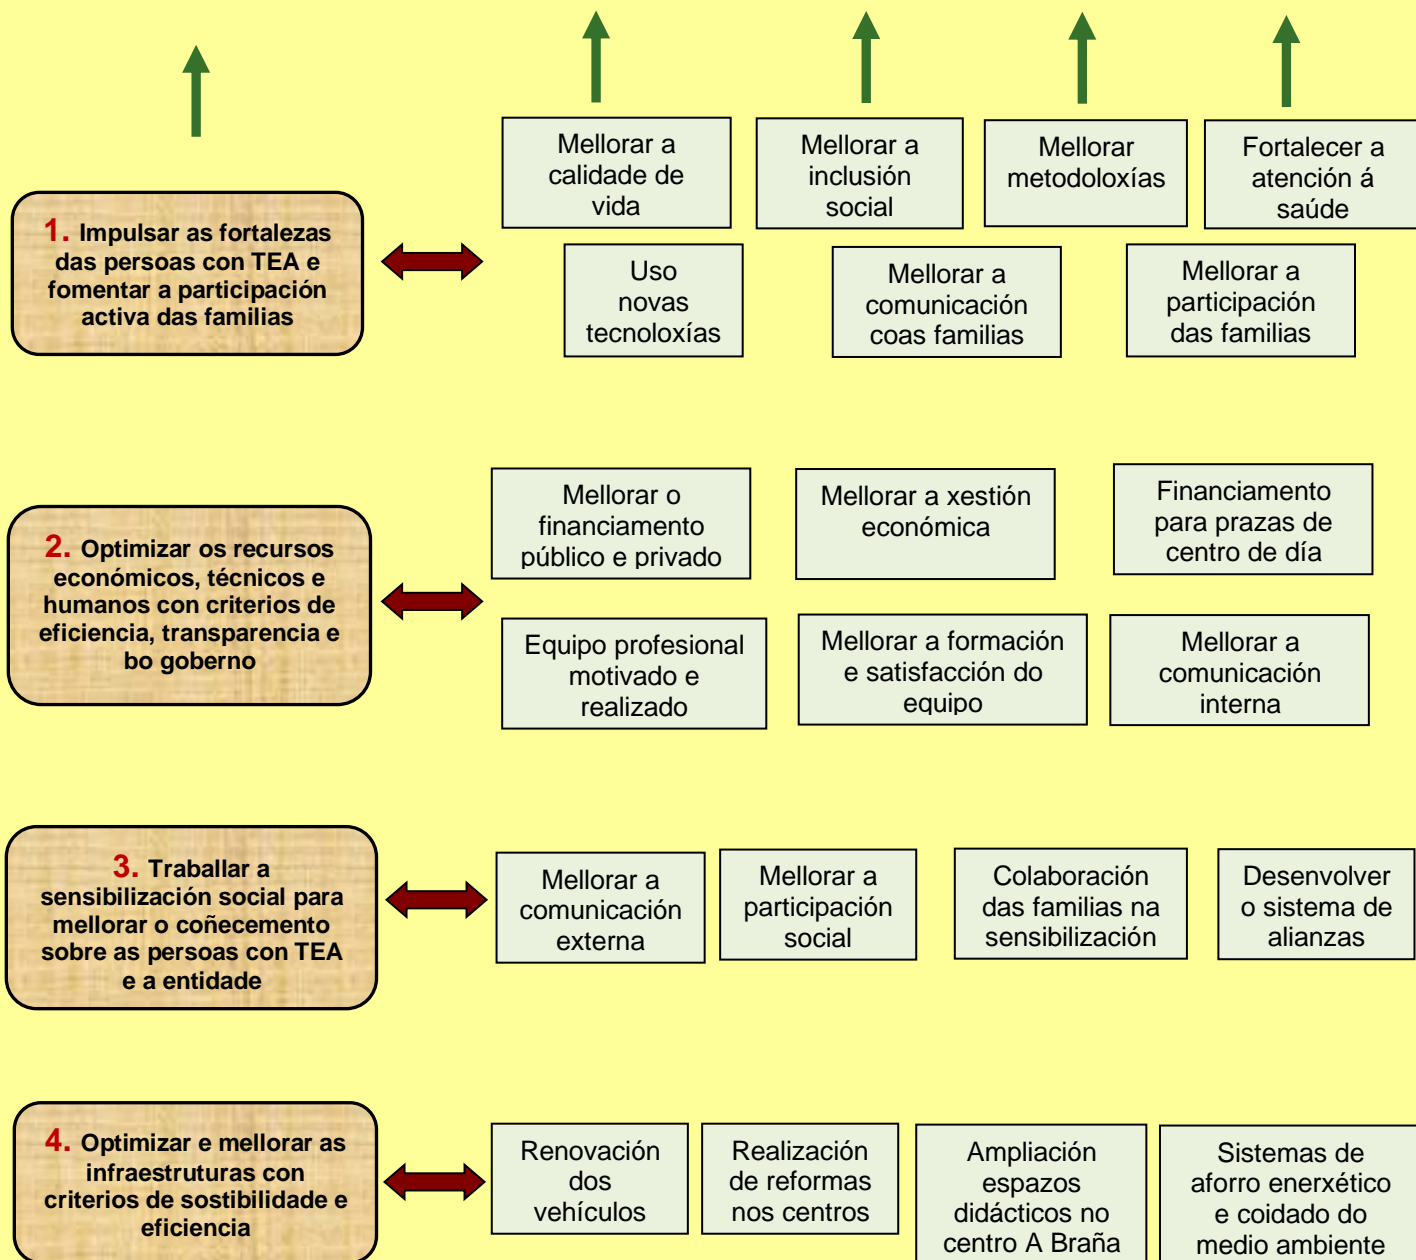 1. Impulsar as fortalezas
das persoas con TEA e
fomentar a participación
activa das familias
Mellorar a
calidade de
vida
Mellorar a
inclusión
social
Mellorar
metodoloxías
Fortalecer a
atención á
saúde
Uso
novas
tecnoloxías
Mellorar a
comunicación
coas familias
Mellorar a
participación
das familias
2. Optimizar os recursos
económicos, técnicos e
humanos con criterios de
eficiencia, transparencia e
bo goberno
Mellorar o
financiamento
público e privado
Mellorar a xestión
económica
Financiamento
para prazas de
centro de día
Equipo profesional
motivado e
realizado
Mellorar a formación
e satisfacción do
equipo
Mellorar a
comunicación
interna
3. Traballar a
sensibilización social para
mellorar o coñecemento
sobre as persoas con TEA
e a entidade
Mellorar a
comunicación
externa
Mellorar a
participación
social
Colaboración
das familias na
sensibilización
Desenvolver
o sistema de
alianzas
4. Optimizar e mellorar as
infraestruturas con
criterios de sostibilidade e
eficiencia
Renovación
dos
vehículos
Realización
de reformas
nos centros
Ampliación
espazos
didácticos no
centro A Braña
Sistemas de
aforro enerxético
e coidado do
medio ambiente